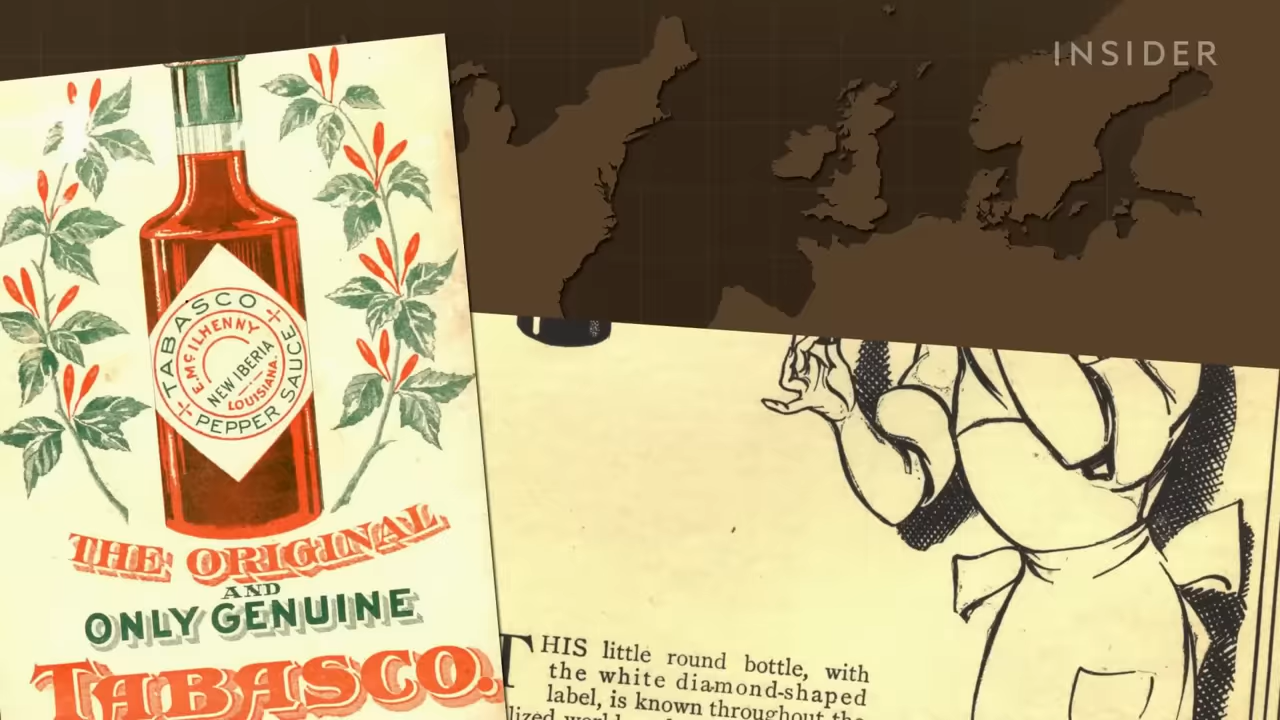 INSIDER
TABASCO
PEPPER SAUCE
E. McILHENNY
NEW IBERIA
LOUISIANA.
THE ORIGINAL
AND
ONLY GENUINE
TABASCO.
THIS little round bottle, with
the white diamond-shaped
label, is known throughout the